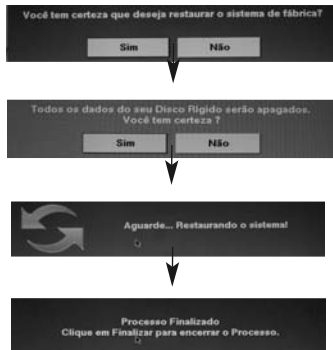 Você tem certeza que deseja restaurar o sistema de fábrica?
Sim Não
Todos os dados do seu Disco Rígido serão apagados.
Você tem certeza ?
Sim Não
Aguarde... Restaurando o sistema!
Processo Finalizado
Clique em Finalizar para encerrar o Processo.